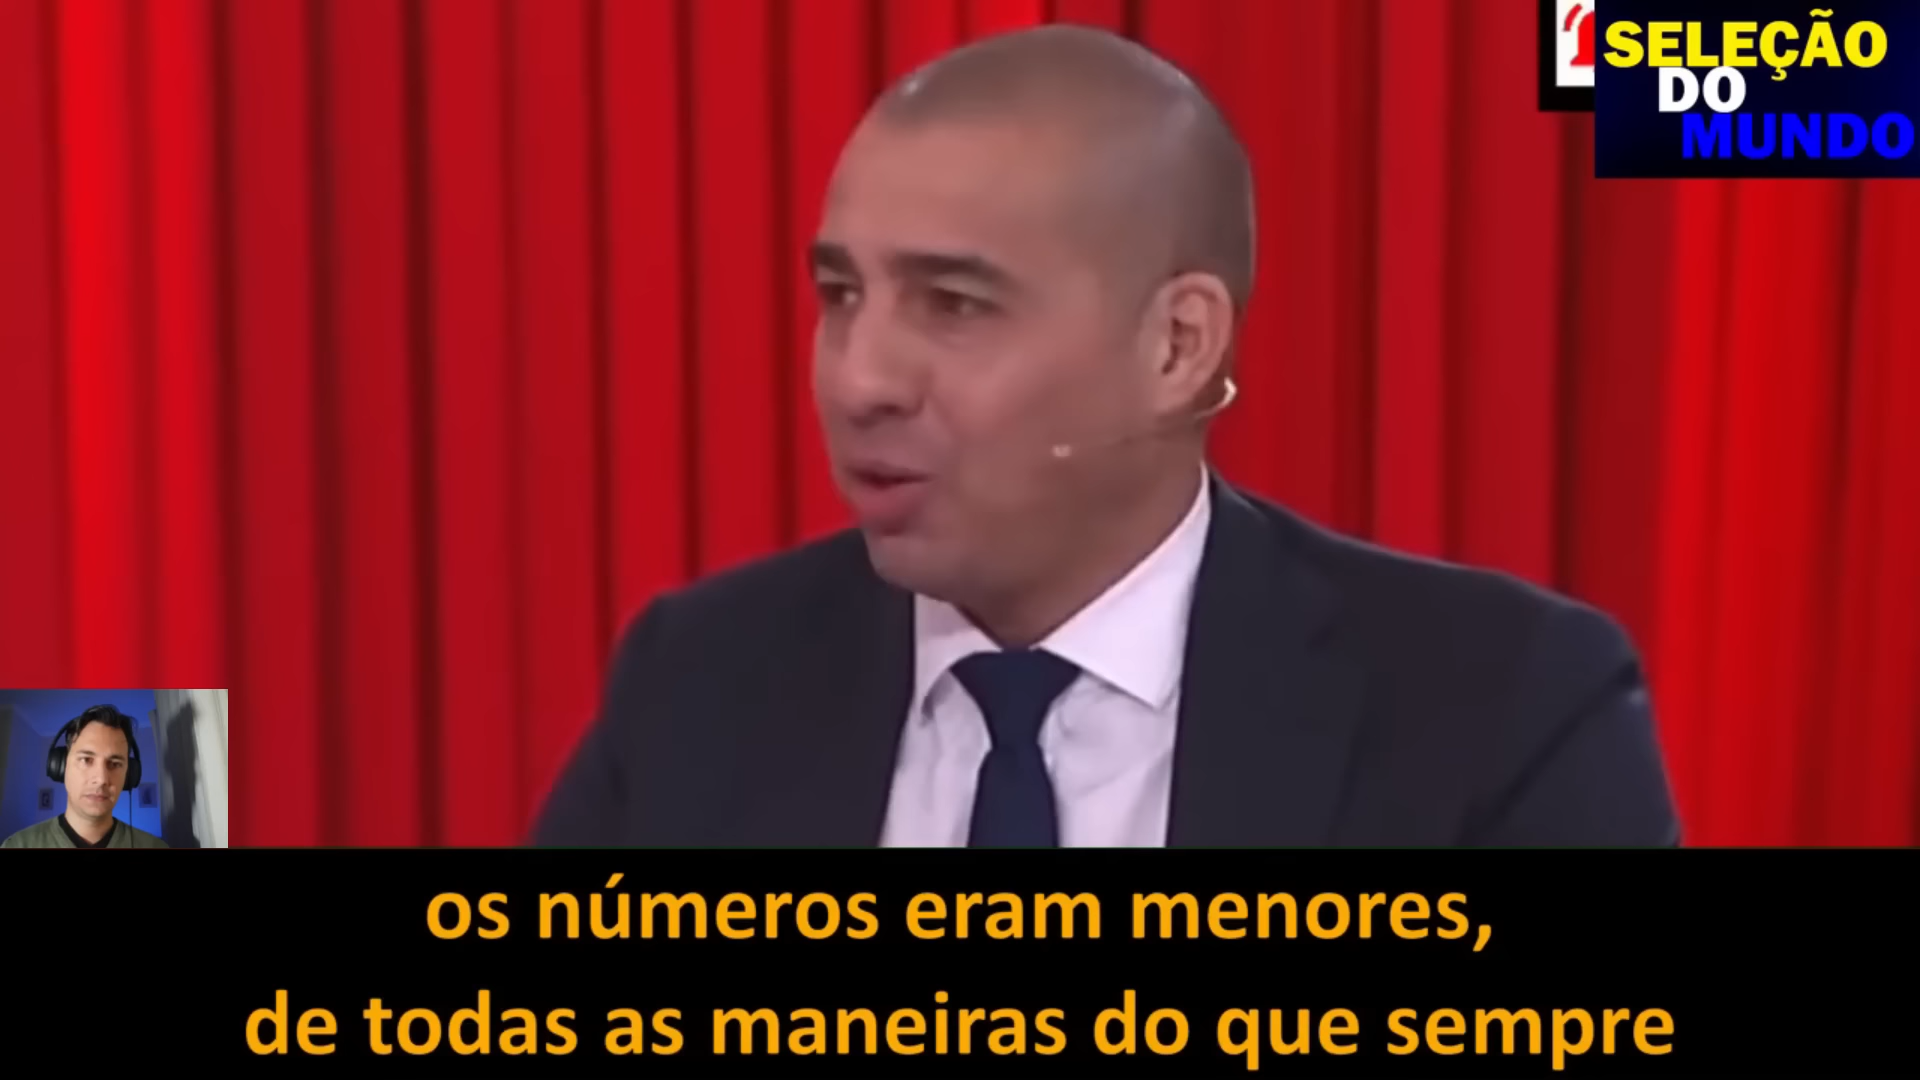 SELEÇÃO
DO
MUNDO
os números eram menores,
de todas as maneiras do que sempre